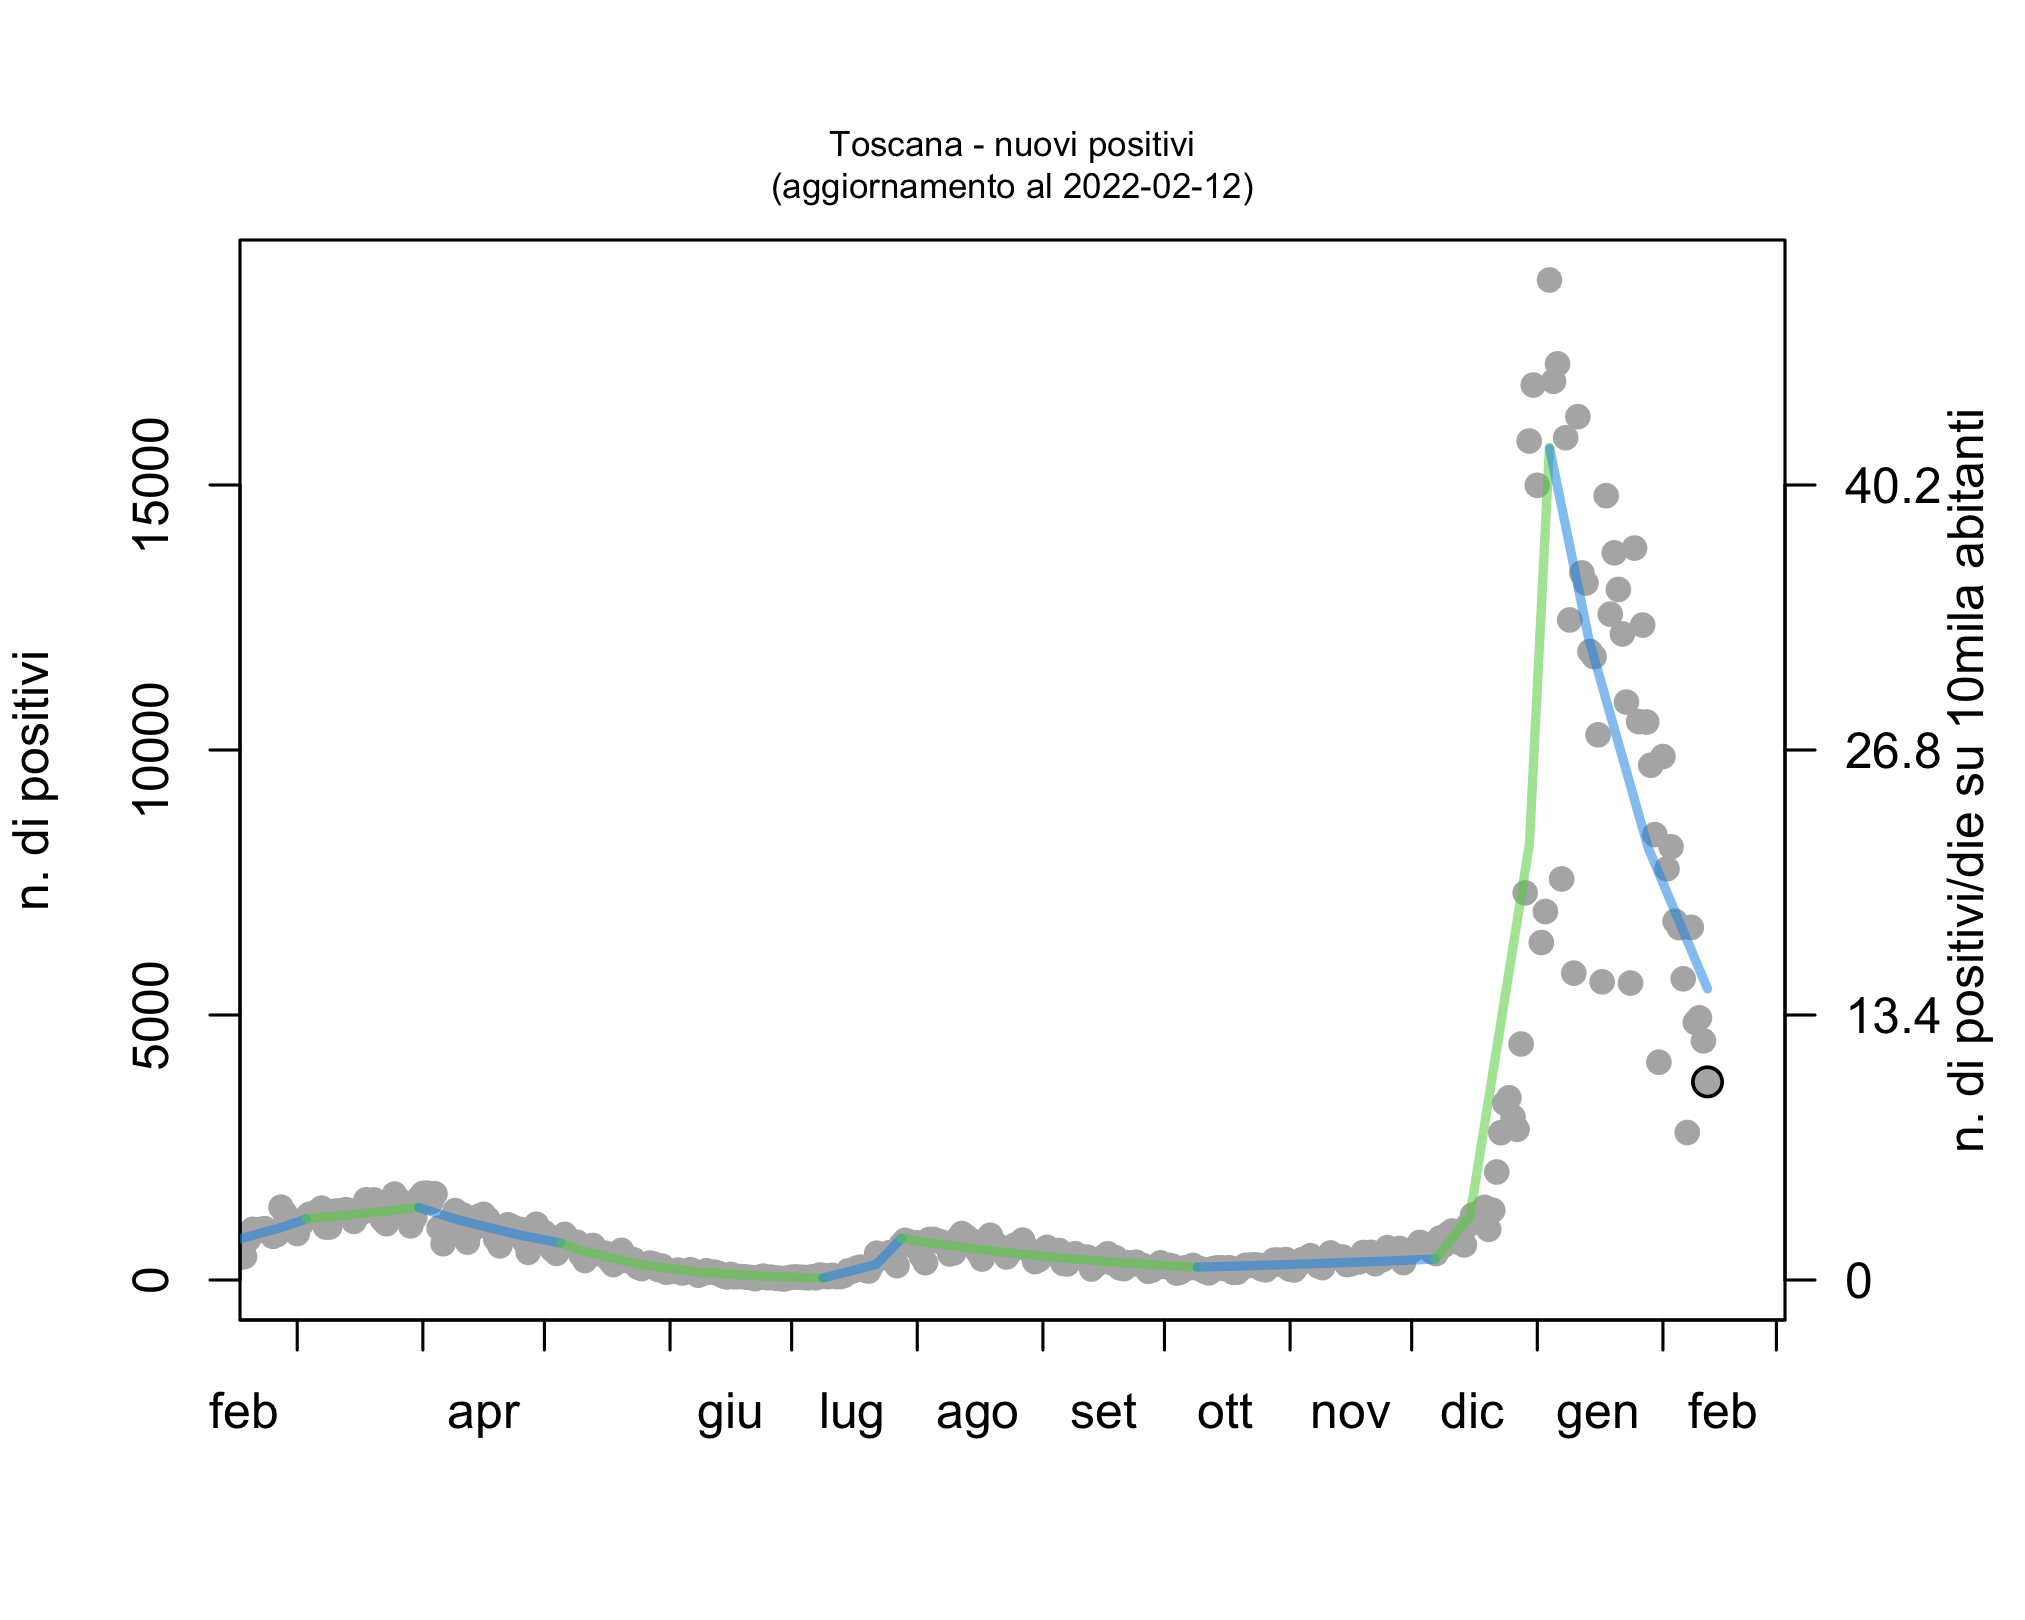 Toscana - nuovi positivi
(aggiornamento al 2022-02-12)
n. di positivi
15000
10000
5000
0
40.2
26.8
13.4
0
n. di positivi/die su 10mila abitanti
feb apr giu lug ago set ott nov dic gen feb